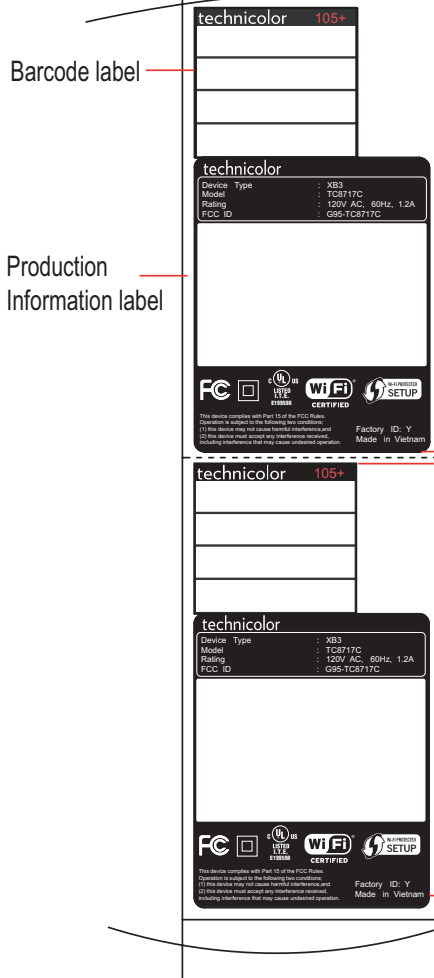 technicolor 105+
Barcode label
technicolor
Device Type : XB3
Model : TC8717C
Rating : 120V AC, 60Hz, 1.2A
FCC ID : G95-TC8717C
Production
Information label
FC C UL US LISTED I.T.E. E199598 Wi Fi CERTIFIED WI-FI PROTECTED SETUP
This device complies with Part 15 of the FCC Rules.
Operation is subject to the following two conditions;
(1) this device may not cause harmful interference,and
(2) this device must accept any interference received,
including interference that may cause undesired operation.
Factory ID: Y
Made in Vietnam
technicolor 105+
technicolor
Device Type : XB3
Model : TC8717C
Rating : 120V AC, 60Hz, 1.2A
FCC ID : G95-TC8717C
FC C UL US LISTED I.T.E. E199598 Wi Fi CERTIFIED WI-FI PROTECTED SETUP
This device complies with Part 15 of the FCC Rules.
Operation is subject to the following two conditions;
(1) this device may not cause harmful interference,and
(2) this device must accept any interference received,
including interference that may cause undesired operation.
Factory ID: Y
Made in Vietnam